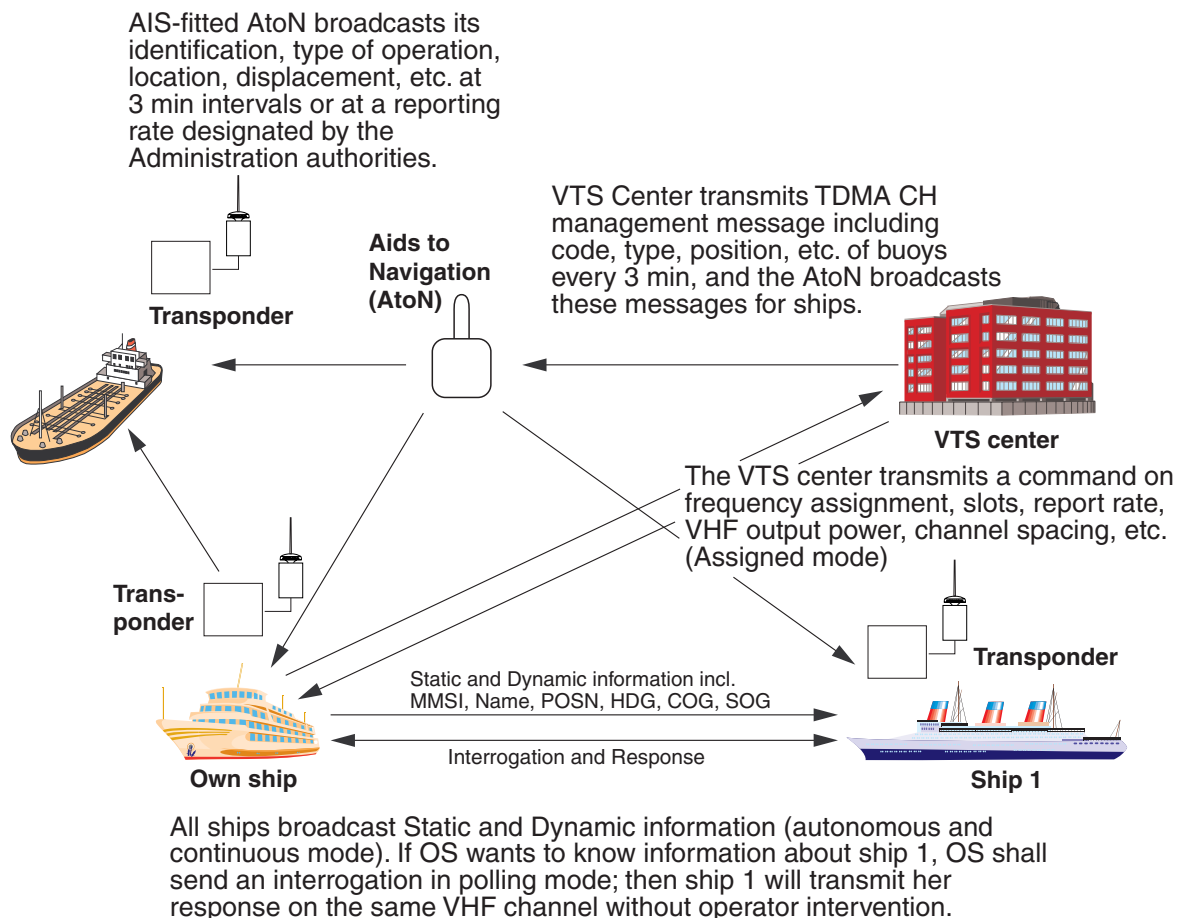 AIS-fitted AtoN broadcasts its
identification, type of operation,
location, displacement, etc. at
3 min intervals or at a reporting
rate designated by the
Administration authorities.
VTS Center transmits TDMA CH
management message including
code, type, position, etc. of buoys
every 3 min, and the AtoN broadcasts
these messages for ships.
Aids to
Navigation
(AtoN)
Transponder
VTS center
The VTS center transmits a command on
frequency assignment, slots, report rate,
VHF output power, channel spacing, etc.
(Assigned mode)
Trans-
ponder
Transponder
Static and Dynamic information incl.
MMSI, Name, POSN, HDG, COG, SOG
Interrogation and Response
Own ship
Ship 1
All ships broadcast Static and Dynamic information (autonomous and
continuous mode). If OS wants to know information about ship 1, OS shall
send an interrogation in polling mode; then ship 1 will transmit her
response on the same VHF channel without operator intervention.